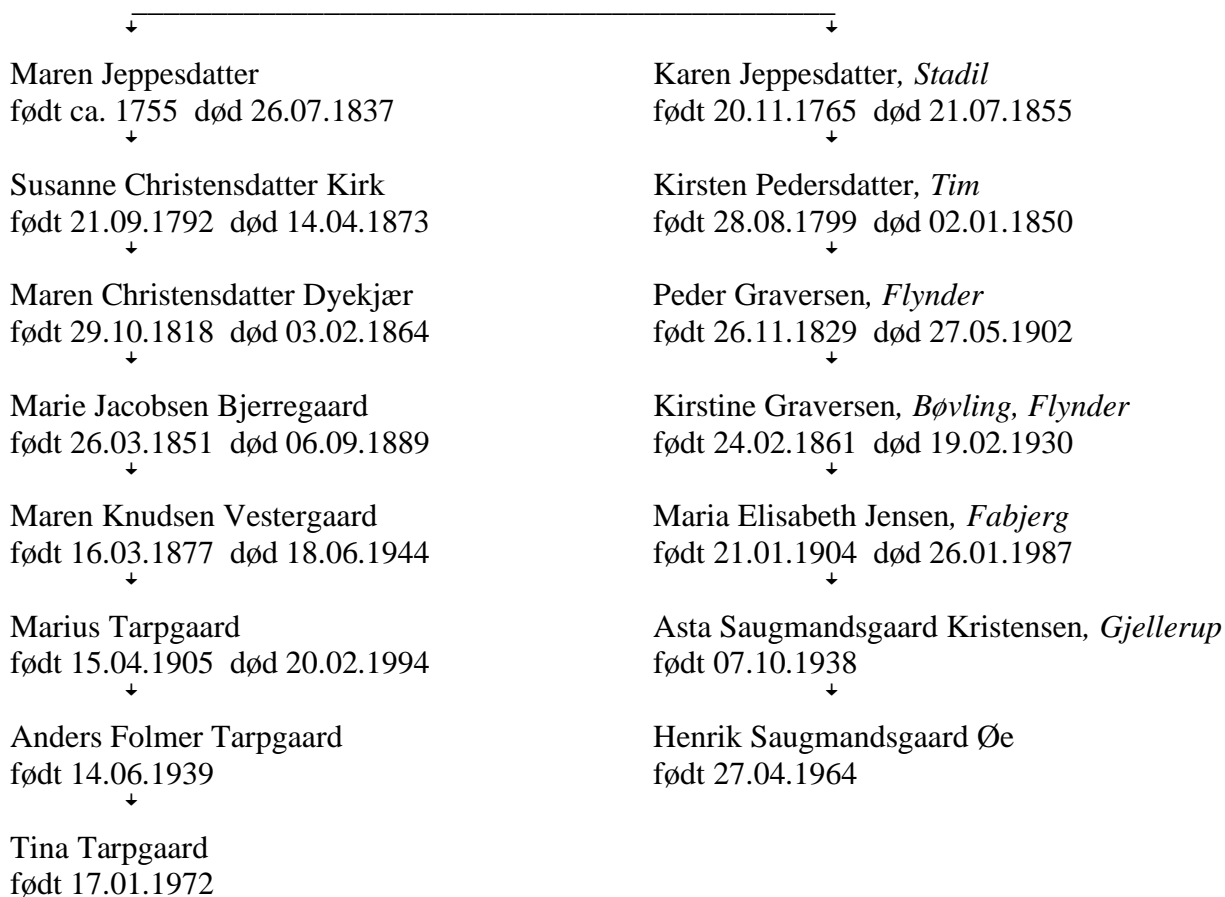 Maren Jeppesdatter
født ca. 1755 død 26.07.1837
Susanne Christensdatter Kirk
født 21.09.1792 død 14.04.1873
Maren Christensdatter Dyekjær
født 29.10.1818 død 03.02.1864
Marie Jacobsen Bjerregaard
født 26.03.1851 død 06.09.1889
Maren Knudsen Vestergaard
født 16.03.1877 død 18.06.1944
Marius Tarpgaard
født 15.04.1905 død 20.02.1994
Anders Folmer Tarpgaard
født 14.06.1939
Tina Tarpgaard
født 17.01.1972
Karen Jeppesdatter, Stadil
født 20.11.1765 død 21.07.1855
Kirsten Pedersdatter, Tim
født 28.08.1799 død 02.01.1850
Peder Graversen, Flynder
født 26.11.1829 død 27.05.1902
Kirstine Graversen, Bøvling, Flynder
født 24.02.1861 død 19.02.1930
Maria Elisabeth Jensen, Fabjerg
født 21.01.1904 død 26.01.1987
Asta Saugmandsgaard Kristensen, Gjellerup
født 07.10.1938
Henrik Saugmandsgaard Øe
født 27.04.1964